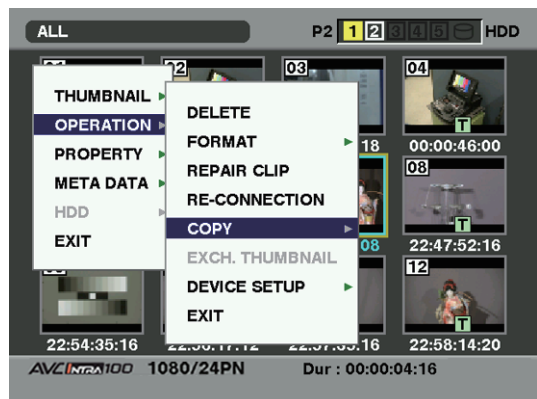 ALL P2 1 2 3 4 5 HDD
02 03 04
THUMBNAIL
OPERATION
PROPERTY
META DATA
HDD
EXIT
DELETE
FORMAT
REPAIR CLIP
RE-CONNECTION
COPY
EXCH. THUMBNAIL
DEVICE SETUP
EXIT
T
18 00:00:46:00
08
T
08 22:47:52:16
12
T
22:54:35:16 22:58:14:20
AVC INTRA 100 1080/24PN Dur : 00:00:04:16